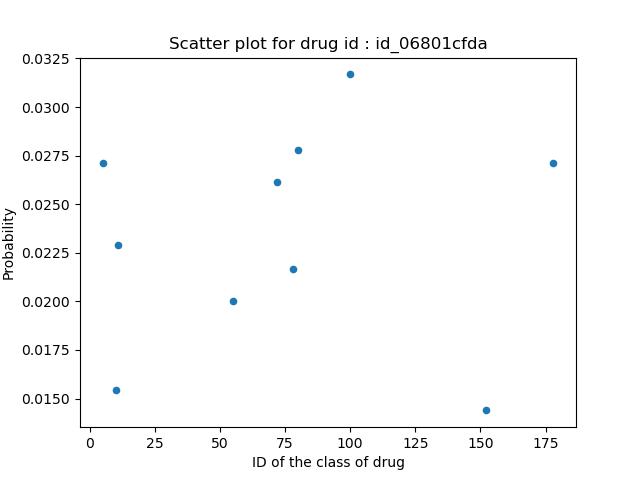 Scatter plot for drug id : id_06801cfda
0.0325
0.0300
0.0275
0.0250
0.0225
0.0200
0.0175
0.0150
Probability
0 25 50 75 100 125 150 175
ID of the class of drug